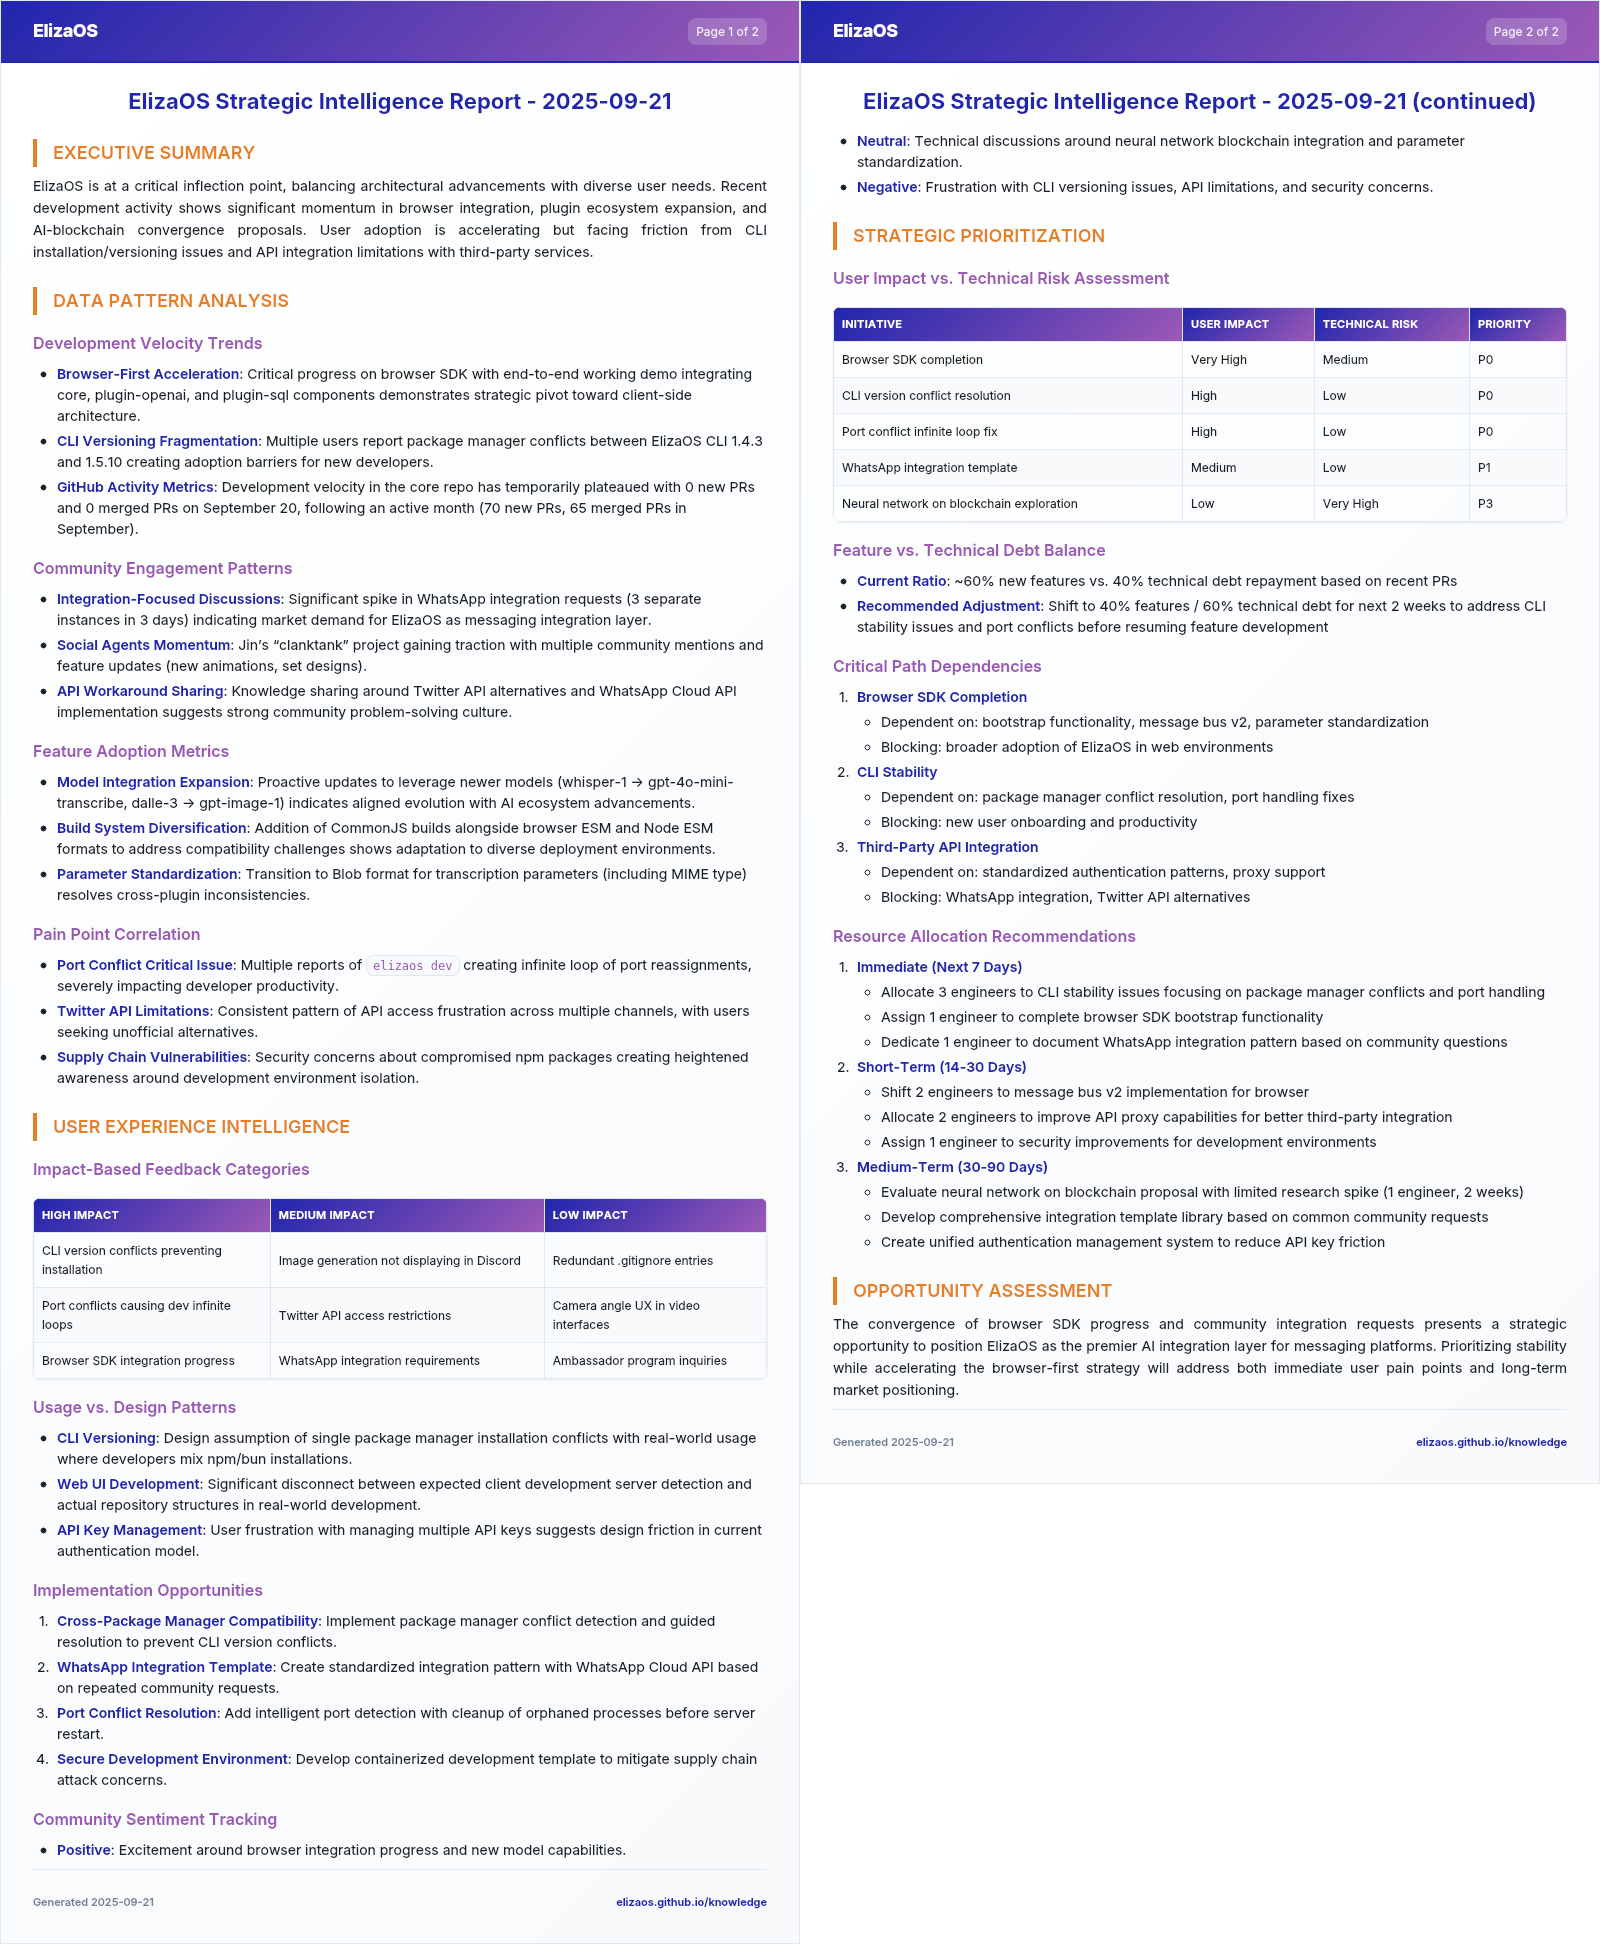 ElizaOS
Page 1 of 2
ElizaOS Strategic Intelligence Report - 2025-09-21
EXECUTIVE SUMMARY
ElizaOS is at a critical inflection point, balancing architectural advancements with diverse user needs. Recent
development activity shows significant momentum in browser integration, plugin ecosystem expansion, and
AI-blockchain convergence proposals. User adoption is accelerating but facing friction from CLI
installation/versioning issues and API integration limitations with third-party services.
DATA PATTERN ANALYSIS
Development Velocity Trends
• Browser-First Acceleration: Critical progress on browser SDK with end-to-end working demo integrating
core, plugin-openai, and plugin-sql components demonstrates strategic pivot toward client-side
architecture.
• CLI Versioning Fragmentation: Multiple users report package manager conflicts between ElizaOS CLI 1.4.3
and 1.5.10 creating adoption barriers for new developers.
• GitHub Activity Metrics: Development velocity in the core repo has temporarily plateaued with 0 new PRs
and 0 merged PRs on September 20, following an active month (70 new PRs, 65 merged PRs in
September).
Community Engagement Patterns
• Integration-Focused Discussions: Significant spike in WhatsApp integration requests (3 separate
instances in 3 days) indicating market demand for ElizaOS as messaging integration layer.
• Social Agents Momentum: Jin's “clanktank” project gaining traction with multiple community mentions and
feature updates (new animations, set designs).
• API Workaround Sharing: Knowledge sharing around Twitter API alternatives and WhatsApp Cloud API
implementation suggests strong community problem-solving culture.
Feature Adoption Metrics
• Model Integration Expansion: Proactive updates to leverage newer models (whisper-1 → gpt-4o-mini-
transcribe, dalle-3 → gpt-image-1) indicates aligned evolution with AI ecosystem advancements.
• Build System Diversification: Addition of CommonJS builds alongside browser ESM and Node ESM
formats to address compatibility challenges shows adaptation to diverse deployment environments.
• Parameter Standardization: Transition to Blob format for transcription parameters (including MIME type)
resolves cross-plugin inconsistencies.
Pain Point Correlation
• Port Conflict Critical Issue: Multiple reports of elizaos dev creating infinite loop of port reassignments,
severely impacting developer productivity.
• Twitter API Limitations: Consistent pattern of API access frustration across multiple channels, with users
seeking unofficial alternatives.
• Supply Chain Vulnerabilities: Security concerns about compromised npm packages creating heightened
awareness around development environment isolation.
USER EXPERIENCE INTELLIGENCE
Impact-Based Feedback Categories
HIGH IMPACT MEDIUM IMPACT LOW IMPACT
CLI version conflicts preventing
installation
Image generation not displaying in Discord
Redundant .gitignore entries
Port conflicts causing dev infinite
loops
Twitter API access restrictions
Camera angle UX in video
interfaces
Browser SDK integration progress
WhatsApp integration requirements
Ambassador program inquiries
Usage vs. Design Patterns
• CLI Versioning: Design assumption of single package manager installation conflicts with real-world usage
where developers mix npm/bun installations.
• Web UI Development: Significant disconnect between expected client development server detection and
actual repository structures in real-world development.
• API Key Management: User frustration with managing multiple API keys suggests design friction in current
authentication model.
Implementation Opportunities
1. Cross-Package Manager Compatibility: Implement package manager conflict detection and guided
resolution to prevent CLI version conflicts.
2. WhatsApp Integration Template: Create standardized integration pattern with WhatsApp Cloud API based
on repeated community requests.
3. Port Conflict Resolution: Add intelligent port detection with cleanup of orphaned processes before server
restart.
4. Secure Development Environment: Develop containerized development template to mitigate supply chain
attack concerns.
Community Sentiment Tracking
• Positive: Excitement around browser integration progress and new model capabilities.
Generated 2025-09-21
elizaos.github.io/knowledge
ElizaOS
Page 2 of 2
ElizaOS Strategic Intelligence Report - 2025-09-21 (continued)
• Neutral: Technical discussions around neural network blockchain integration and parameter
standardization.
• Negative: Frustration with CLI versioning issues, API limitations, and security concerns.
STRATEGIC PRIORITIZATION
User Impact vs. Technical Risk Assessment
INITIATIVE USER IMPACT TECHNICAL RISK PRIORITY
Browser SDK completion Very High Medium P0
CLI version conflict resolution High Low P0
Port conflict infinite loop fix High Low P0
WhatsApp integration template Medium Low P1
Neural network on blockchain exploration Low Very High P3
Feature vs. Technical Debt Balance
• Current Ratio: ~60% new features vs. 40% technical debt repayment based on recent PRs
• Recommended Adjustment: Shift to 40% features / 60% technical debt for next 2 weeks to address CLI
stability issues and port conflicts before resuming feature development
Critical Path Dependencies
1. Browser SDK Completion
◦ Dependent on: bootstrap functionality, message bus v2, parameter standardization
◦ Blocking: broader adoption of ElizaOS in web environments
2. CLI Stability
◦ Dependent on: package manager conflict resolution, port handling fixes
◦ Blocking: new user onboarding and productivity
3. Third-Party API Integration
◦ Dependent on: standardized authentication patterns, proxy support
◦ Blocking: WhatsApp integration, Twitter API alternatives
Resource Allocation Recommendations
1. Immediate (Next 7 Days)
◦ Allocate 3 engineers to CLI stability issues focusing on package manager conflicts and port handling
◦ Assign 1 engineer to complete browser SDK bootstrap functionality
◦ Dedicate 1 engineer to document WhatsApp integration pattern based on community questions
2. Short-Term (14-30 Days)
◦ Shift 2 engineers to message bus v2 implementation for browser
◦ Allocate 2 engineers to improve API proxy capabilities for better third-party integration
◦ Assign 1 engineer to security improvements for development environments
3. Medium-Term (30-90 Days)
◦ Evaluate neural network on blockchain proposal with limited research spike (1 engineer, 2 weeks)
◦ Develop comprehensive integration template library based on common community requests
◦ Create unified authentication management system to reduce API key friction
OPPORTUNITY ASSESSMENT
The convergence of browser SDK progress and community integration requests presents a strategic
opportunity to position ElizaOS as the premier AI integration layer for messaging platforms. Prioritizing stability
while accelerating the browser-first strategy will address both immediate user pain points and long-term
market positioning.
Generated 2025-09-21
elizaos.github.io/knowledge